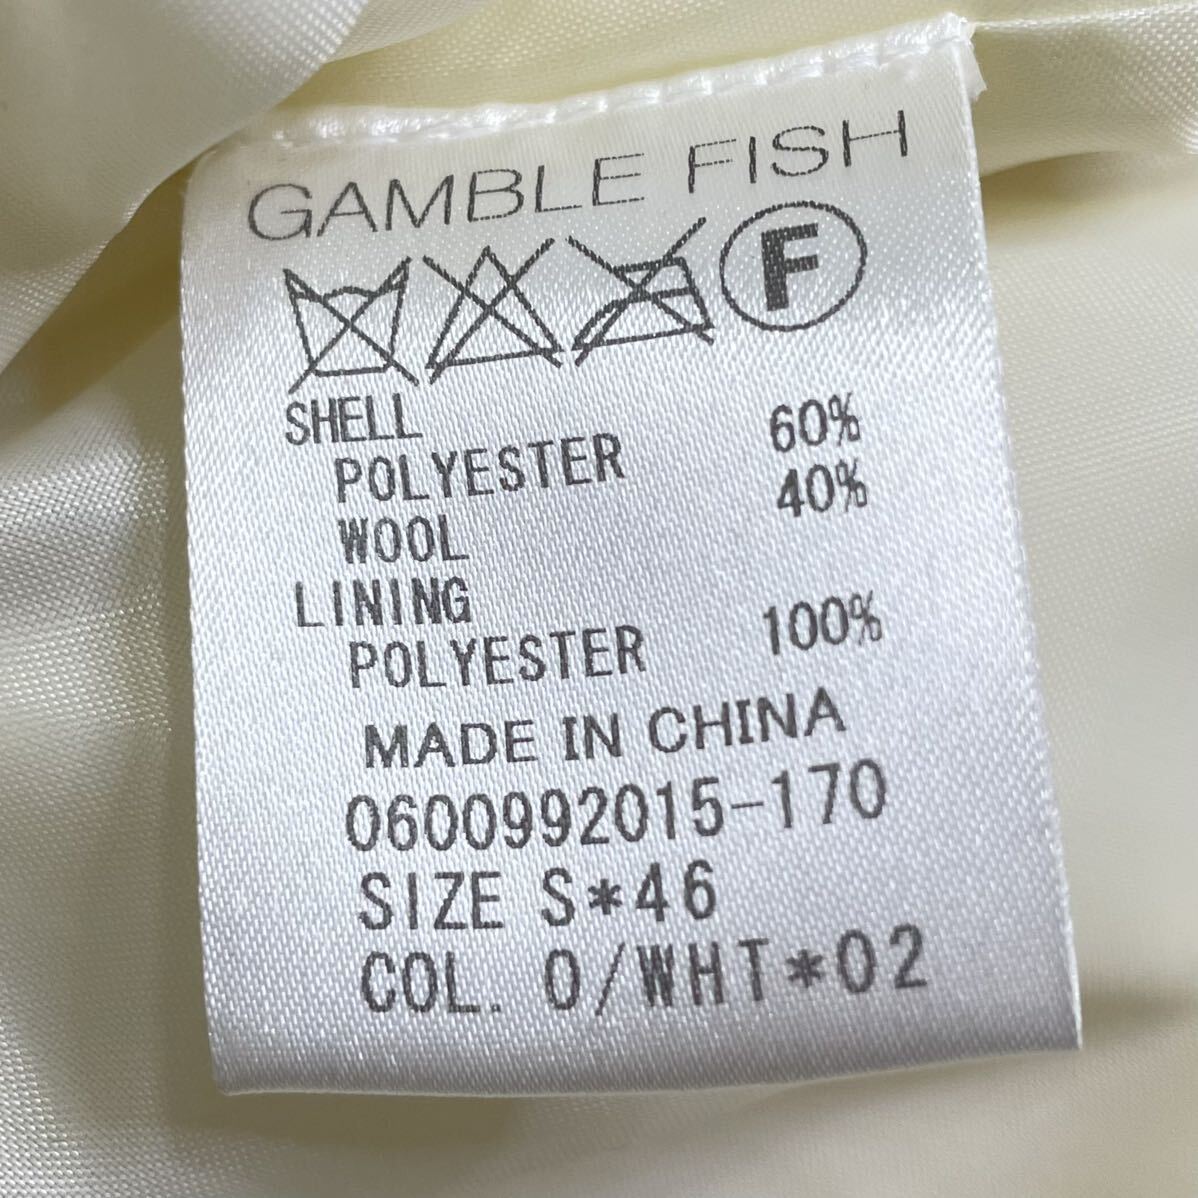 GAMBLE FISH
F
SHELL
POLYESTER 60%
WOOL 40%
LINING
POLYESTER 100%
MADE IN CHINA
0600992015-170
SIZE S*46
COL. O/WHT*02